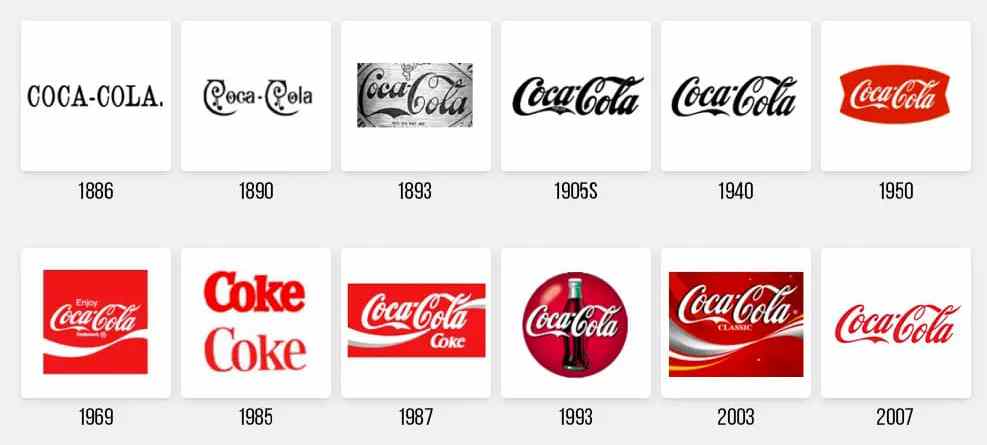 COCA-COLA.
Coca-Cola
Coca-Cola
Coca-Cola
Coca-Cola
Coca-Cola
1886
1890
1893
1905S
1940
1950
Enjoy
Coca-Cola
Trademark ®
Coke
Coke
Coca-Cola
Coke
Coca-Cola
Coca-Cola
CLASSIC
Coca-Cola
1969
1985
1987
1993
2003
2007